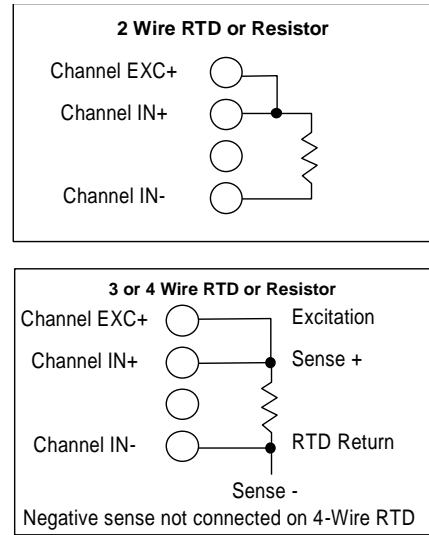 2 Wire RTD or Resistor
Channel EXC+
Channel IN+
Channel IN-
3 or 4 Wire RTD or Resistor
Channel EXC+ Excitation
Channel IN+ Sense +
Channel IN- RTD Return
Sense -
Negative sense not connected on 4-Wire RTD